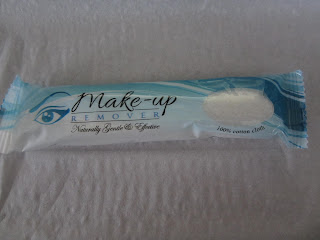 Make-up
REMOVER
Naturally Gentle & Effective
100% cotton cloth